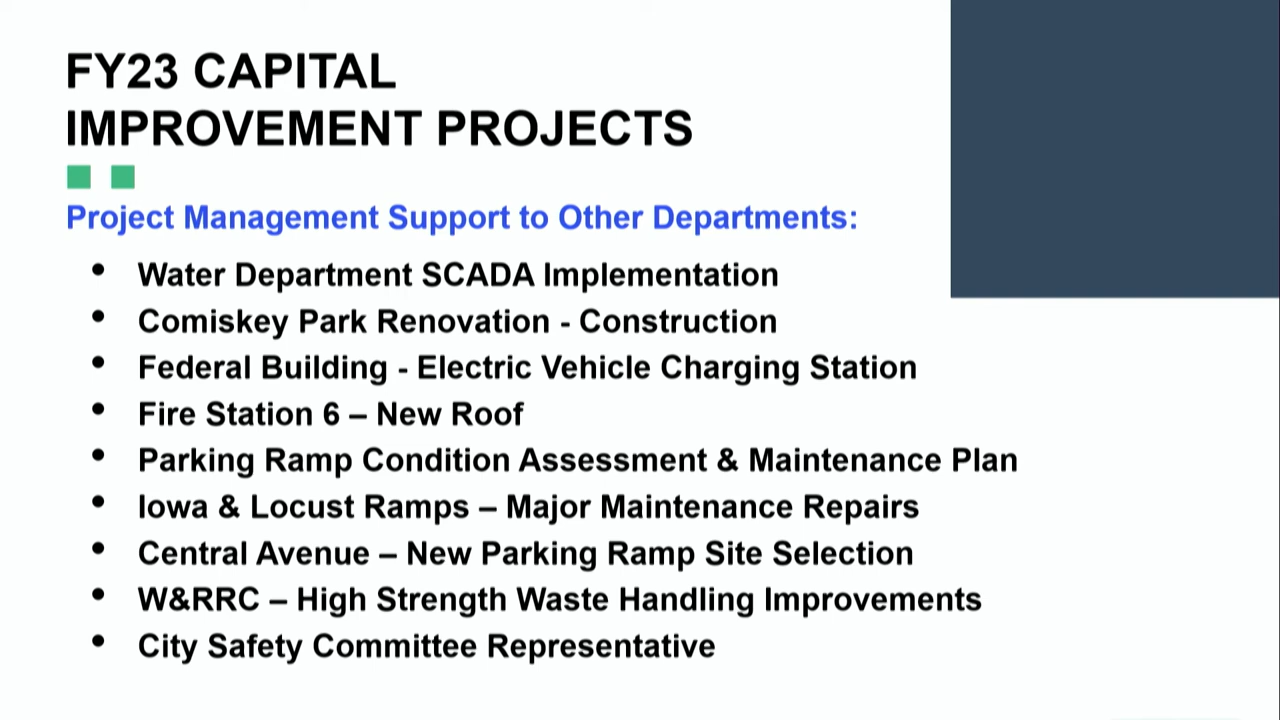 FY23 CAPITAL
IMPROVEMENT PROJECTS
Project Management Support to Other Departments:
• Water Department SCADA Implementation
• Comiskey Park Renovation - Construction
• Federal Building - Electric Vehicle Charging Station
• Fire Station 6 – New Roof
• Parking Ramp Condition Assessment & Maintenance Plan
• Iowa & Locust Ramps – Major Maintenance Repairs
• Central Avenue – New Parking Ramp Site Selection
• W&RRC – High Strength Waste Handling Improvements
• City Safety Committee Representative